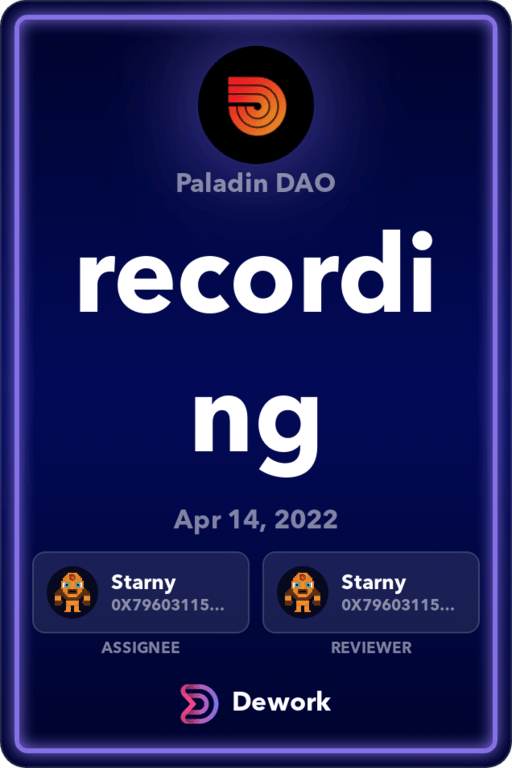 Paladin DAO
recordi
ng
Apr 14, 2022
Starny
0X79603115...
Starny
0X79603115...
ASSIGNEE
REVIEWER
Dework